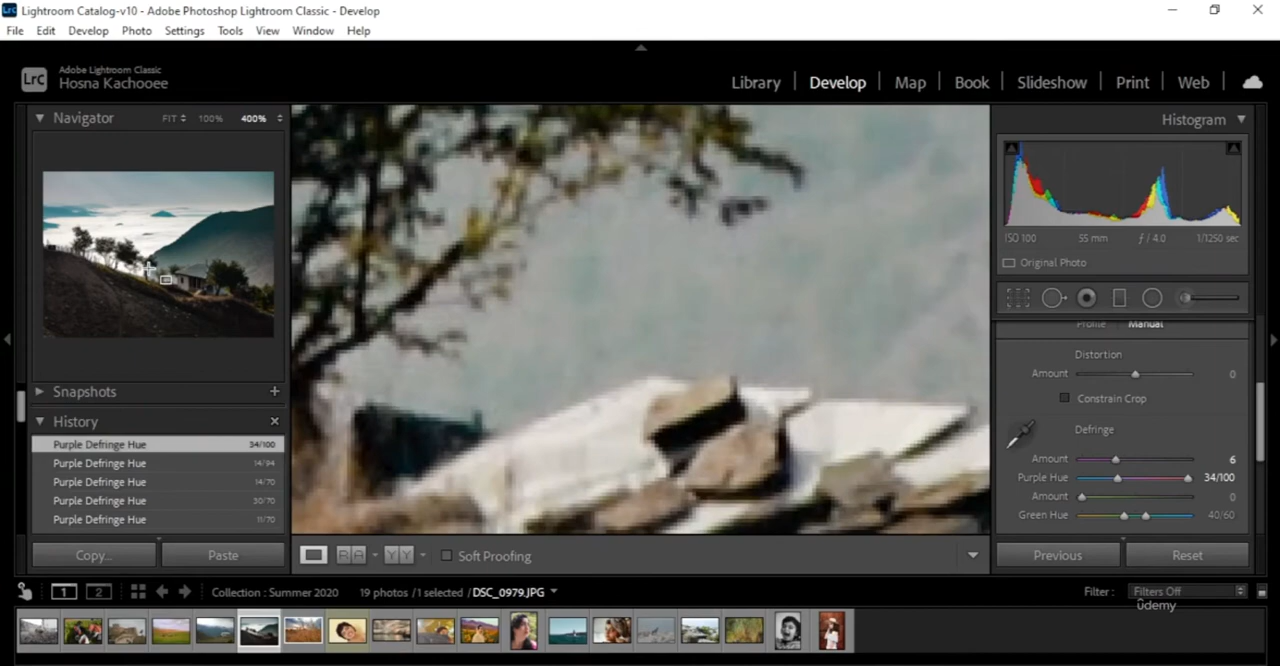 Lightroom Catalog-v10 - Adobe Photoshop Lightroom Classic - Develop
File Edit Develop Photo Settings Tools View Window Help
LrC
Adobe Lightroom Classic
Hosna Kachooee
Library Develop Map Book Slideshow Print Web
Navigator FIT 100% 400%
Histogram
ISO 100 55 mm ƒ / 4.0 1/1250 sec
Original Photo
Profile Manual
Distortion
Amount 0
Constrain Crop
Defringe
Amount 6
Purple Hue 34/100
Amount 0
Green Hue 40/60
Snapshots +
History
Purple Defringe Hue 34/100
Purple Defringe Hue 14/94
Purple Defringe Hue 14/70
Purple Defringe Hue 30/70
Purple Defringe Hue 11/70
Copy... Paste
RA YY Soft Proofing
Previous Reset
1 2 Collection : Summer 2020 19 photos /1 selected / DSC_0979.JPG
Filter : Filters Off
ûdemy